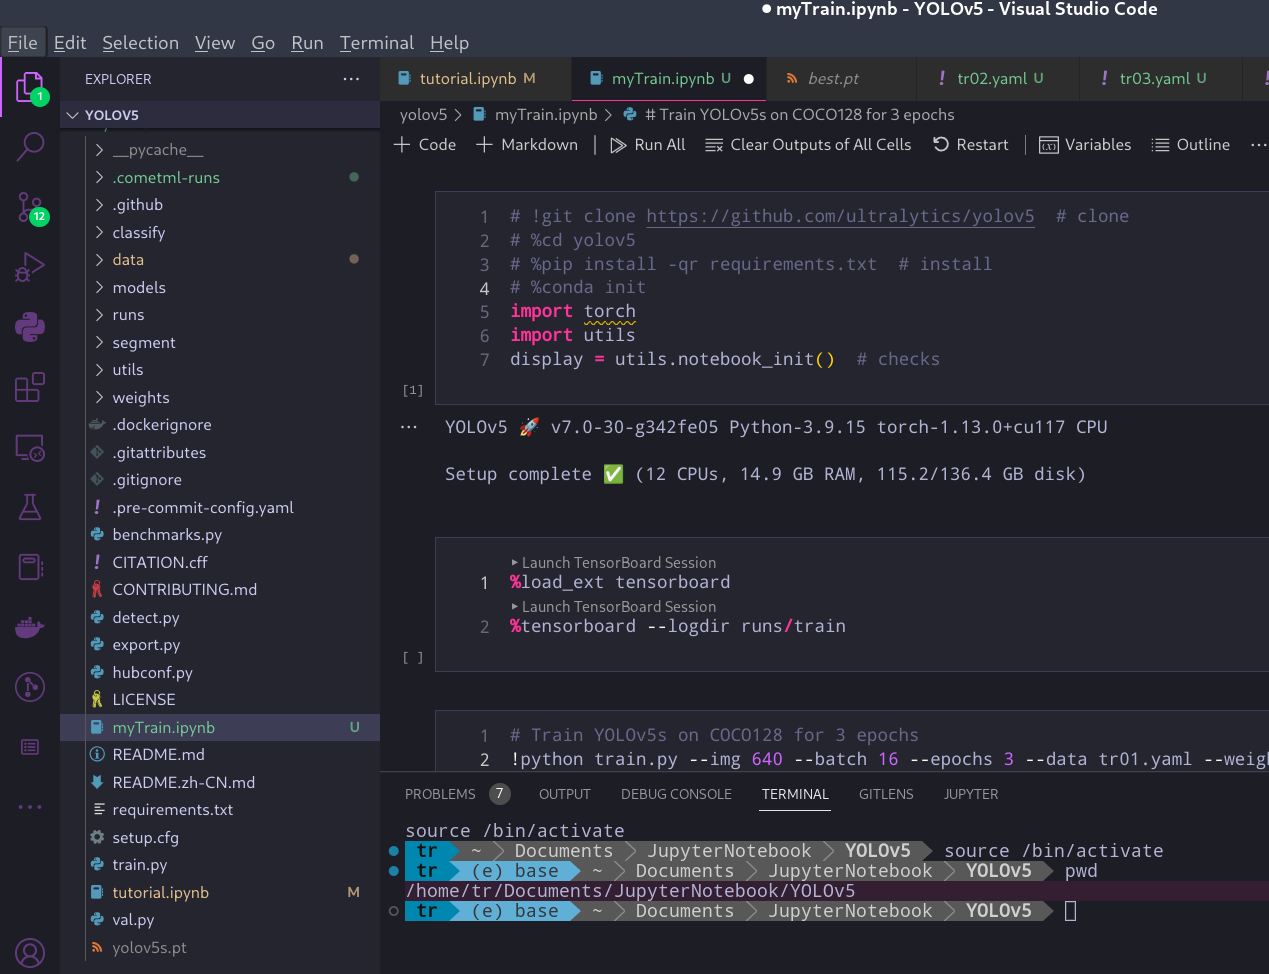 ● myTrain.ipynb - YOLOv5 - Visual Studio Code
File Edit Selection View Go Run Terminal Help
EXPLORER ···
YOLOV5
__pycache__
.cometml-runs
.github
classify
data
models
runs
segment
utils
weights
.dockerignore
.gitattributes
.gitignore
! .pre-commit-config.yaml
benchmarks.py
! CITATION.cff
CONTRIBUTING.md
detect.py
export.py
hubconf.py
LICENSE
myTrain.ipynb U
README.md
README.zh-CN.md
requirements.txt
setup.cfg
train.py
tutorial.ipynb M
val.py
yolov5s.pt
1
12
tutorial.ipynb M myTrain.ipynb U ● best.pt ! tr02.yaml U ! tr03.yaml U !
yolov5 > myTrain.ipynb > # Train YOLOv5s on COCO128 for 3 epochs
+ Code + Markdown | Run All Clear Outputs of All Cells Restart | Variables Outline ···
1 # !git clone https://github.com/ultralytics/yolov5 # clone
2 # %cd yolov5
3 # %pip install -qr requirements.txt # install
4 # %conda init
5 import torch
6 import utils
7 display = utils.notebook_init() # checks
[1]
··· YOLOv5 🚀 v7.0-30-g342fe05 Python-3.9.15 torch-1.13.0+cu117 CPU
Setup complete ✅ (12 CPUs, 14.9 GB RAM, 115.2/136.4 GB disk)
Launch TensorBoard Session
1 %load_ext tensorboard
Launch TensorBoard Session
2 %tensorboard --logdir runs/train
[ ]
1 # Train YOLOv5s on COCO128 for 3 epochs
2 !python train.py --img 640 --batch 16 --epochs 3 --data tr01.yaml --weig
PROBLEMS 7 OUTPUT DEBUG CONSOLE TERMINAL GITLENS JUPYTER
source /bin/activate
tr ~ Documents JupyterNotebook YOLOv5 source /bin/activate
tr (e) base ~ Documents JupyterNotebook YOLOv5 pwd
/home/tr/Documents/JupyterNotebook/YOLOv5
tr (e) base ~ Documents JupyterNotebook YOLOv5